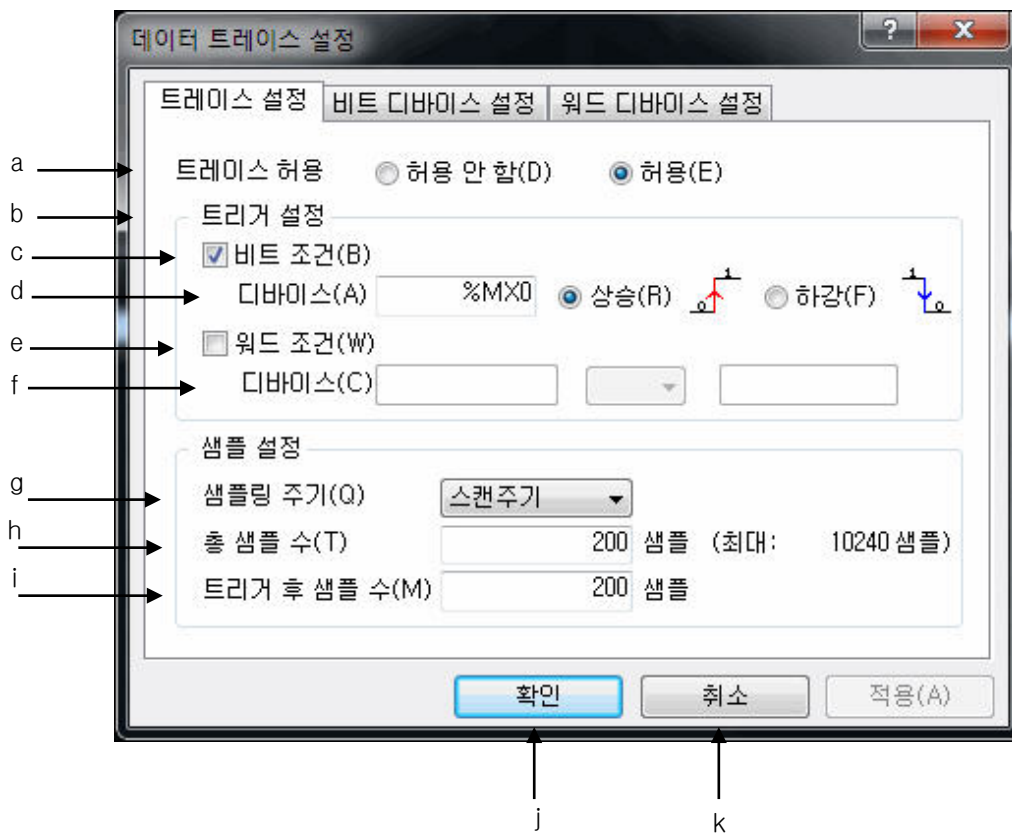 데이터 트레이스 설정
?
X
트레이스 설정 비트 디바이스 설정 워드 디바이스 설정
a 트레이스 허용 허용 안 함(D) 허용(E)
b 트리거 설정
c 비트 조건(B)
d 디바이스(A) %MX0 상승(R) 0 1 하강(F) 1 0
e 워드 조건(W)
f 디바이스(C)
샘플 설정
g 샘플링 주기(Q) 스캔주기
h 총 샘플 수(T) 200 샘플 (최대: 10240 샘플)
i 트리거 후 샘플 수(M) 200 샘플
확인 취소 적용(A)
j k